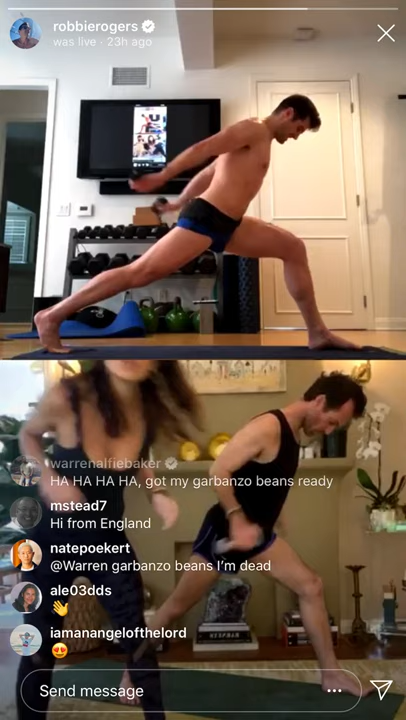 robbierogers
was live · 23h ago
warrenalfiebaker
HA HA HA HA, got my garbanzo beans ready
mstead7
Hi from England
natepoekert
@Warren garbanzo beans I'm dead
ale03dds
👋
iamanangelofthelord
😍
Send message